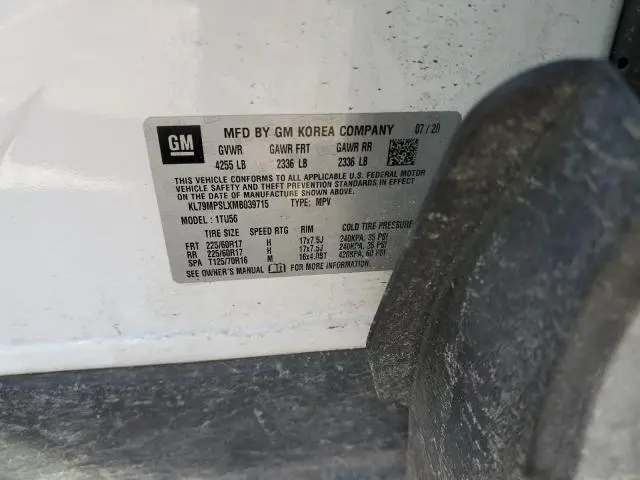 GM
MFD BY GM KOREA COMPANY 07/20
GVWR GAWR FRT GAWR RR
4255 LB 2336 LB 2336 LB
THIS VEHICLE CONFORMS TO ALL APPLICABLE U.S. FEDERAL MOTOR
VEHICLE SAFETY AND THEFT PREVENTION STANDARDS IN EFFECT
ON THE DATE OF MANUFACTURE SHOWN ABOVE.
KL79MPSLXMB039715 TYPE: MPV
MODEL: 1TU56
TIRE SIZE SPEED RTG RIM COLD TIRE PRESSURE
FRT 225/60R17 H 17x7.5J 240KPA, 35 PSI
RR 225/60R17 H 17x7.5J 240KPA, 35 PSI
SPA T125/70R16 M 16x4.0BT 420KPA, 60 PSI
SEE OWNER'S MANUAL FOR MORE INFORMATION